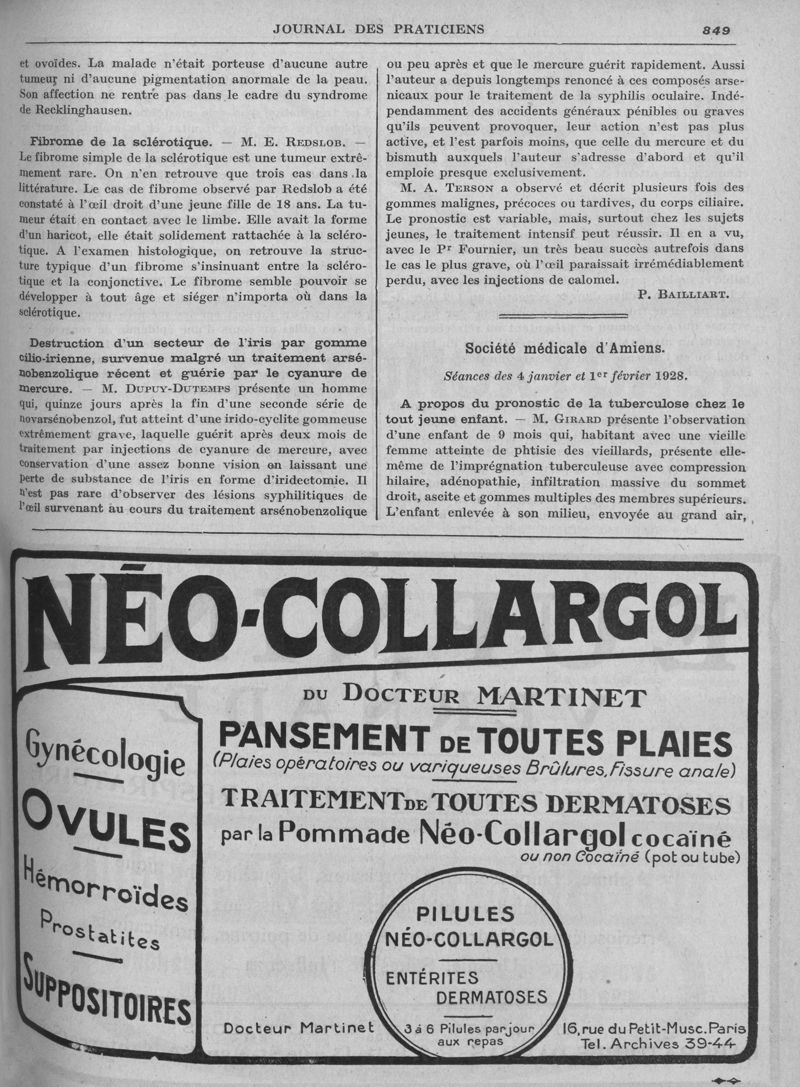 JOURNAL DES PRATICIENS 849
et ovoïdes. La malade n'était porteuse d'aucune autre
tumeur ni d'aucune pigmentation anormale de la peau.
Son affection ne rentre pas dans le cadre du syndrome
de Recklinghausen.
Fibrome de la sclérotique. — M. E. REDSLOB. —
Le fibrome simple de la sclérotique est une tumeur extrê-
mement rare. On n'en retrouve que trois cas dans la
littérature. Le cas de fibrome observé par Redslob a été
constaté à l'œil droit d'une jeune fille de 18 ans. La tu-
meur était en contact avec le limbe. Elle avait la forme
d'un haricot, elle était solidement rattachée à la scléro-
tique. A l'examen histologique, on retrouve la struc-
ture typique d'un fibrome s'insinuant entre la scléro-
tique et la conjonctive. Le fibrome semble pouvoir se
développer à tout âge et siéger n'importa où dans la
sclérotique.
Destruction d'un secteur de l'iris par gomme
cilio-irienne, survenue malgré un traitement arsé-
nobenzolique récent et guérie par le cyanure de
mercure. — M. DUPUY-DUTEMPS présente un homme
qui, quinze jours après la fin d'une seconde série de
novarsénobenzol, fut atteint d'une irido-cyclite gommeuse
extrêmement grave, laquelle guérit après deux mois de
traitement par injections de cyanure de mercure, avec
conservation d'une assez bonne vision en laissant une
perte de substance de l'iris en forme d'iridectomie. Il
n'est pas rare d'observer des lésions syphilitiques de
l'œil survenant au cours du traitement arsénobenzolique
ou peu après et que le mercure guérit rapidement. Aussi
l'auteur a depuis longtemps renoncé à ces composés arse-
nicaux pour le traitement de la syphilis oculaire. Indé-
pendamment des accidents généraux pénibles ou graves
qu'ils peuvent provoquer, leur action n'est pas plus
active, et l'est parfois moins, que celle du mercure et du
bismuth auxquels l'auteur s'adresse d'abord et qu'il
emploie presque exclusivement.
M. A. TERSON a observé et décrit plusieurs fois des
gommes malignes, précoces ou tardives, du corps ciliaire.
Le pronostic est variable, mais, surtout chez les sujets
jeunes, le traitement intensif peut réussir. Il en a vu,
avec le Pr Fournier, un très beau succès autrefois dans
le cas le plus grave, où l'œil paraissait irrémédiablement
perdu, avec les injections de calomel.
P. BAILLIART.
Société médicale d'Amiens.
Séances des 4 janvier et 1er février 1928.
A propos du pronostic de la tuberculose chez le
tout jeune enfant. — M. GIRARD présente l'observation
d'une enfant de 9 mois qui, habitant avec une vieille
femme atteinte de phtisie des vieillards, présente elle-
même de l'imprégnation tuberculeuse avec compression
hilaire, adénopathie, infiltration massive du sommet
droit, ascite et gommes multiples des membres supérieurs.
L'enfant enlevée à son milieu, envoyée au grand air,
NÉO-COLLARGOL
DU DOCTEUR MARTINET
Gynécologie
OVULES
Hémorroïdes
Prostatites
SUPPOSITOIRES
PANSEMENT DE TOUTES PLAIES
(Plaies opèratoires ou variqueuses Brûlures, Fissure anale)
TRAITEMENT DE TOUTES DERMATOSES
par la Pommade Néo-Collargol cocaïné
ou non Cocaïné (pot ou tube)
PILULES
NÉO-COLLARGOL
ENTÉRITES
DERMATOSES
3 à 6 Pilules par jour
aux repas
Docteur Martinet
16, rue du Petit-Musc. Paris
Tel. Archives 39-44